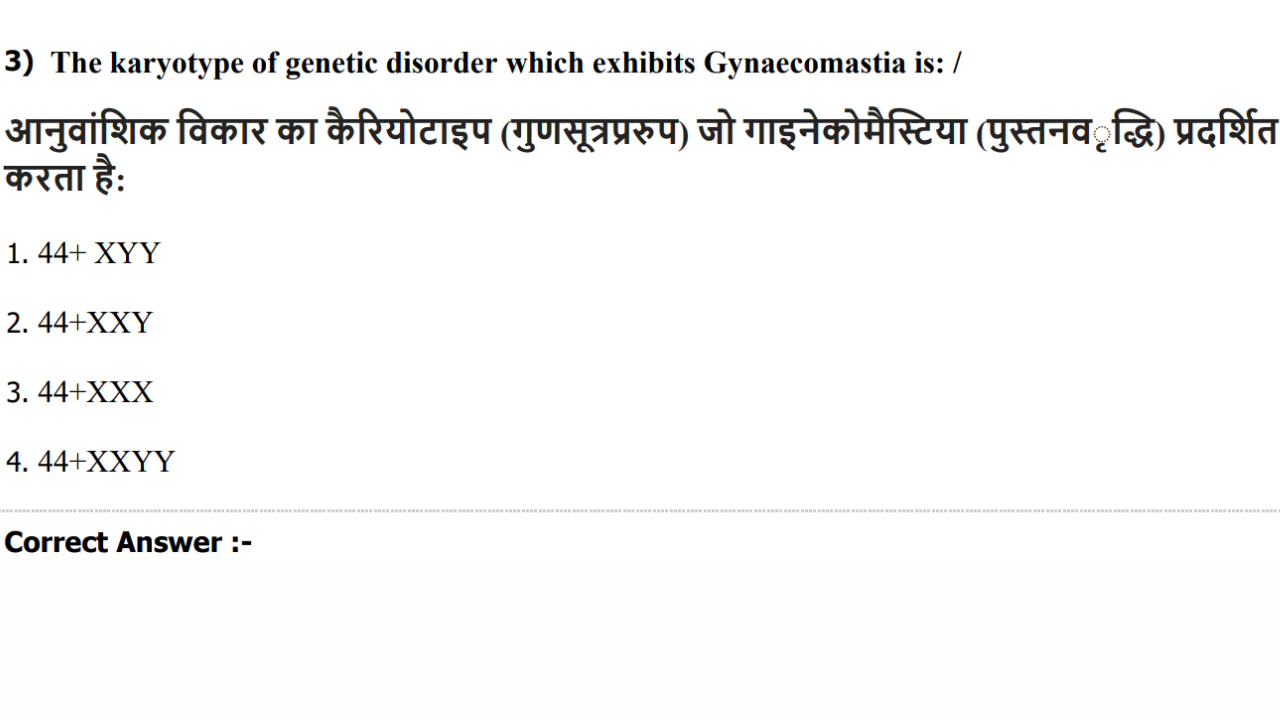 3) The karyotype of genetic disorder which exhibits Gynaecomastia is: /
आनुवांशिक विकार का कैरियोटाइप (गुणसूत्रप्ररुप) जो गाइनेकोमैस्टिया (पुस्तनव◌ृद्धि) प्रदर्शित
करता है:
1. 44+ XYY
2. 44+XXY
3. 44+XXX
4. 44+XXYY
Correct Answer :-